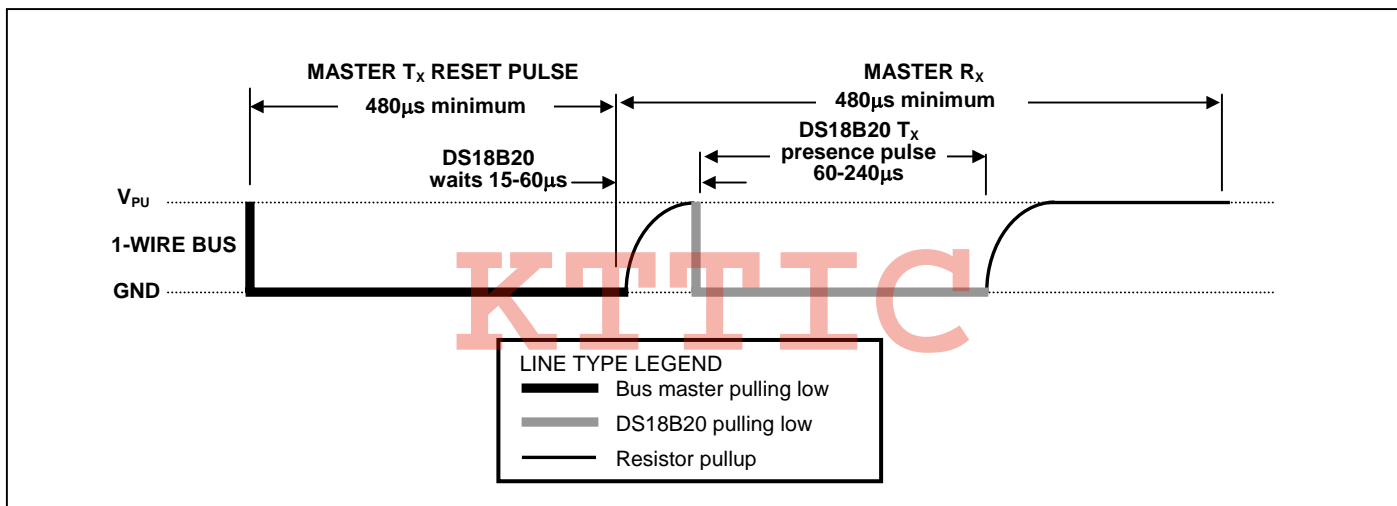 MASTER TX RESET PULSE
480μs minimum
MASTER RX
480μs minimum
DS18B20
waits 15-60μs
DS18B20 TX
presence pulse
60-240μs
VPU
1-WIRE BUS
GND
KTTIC
LINE TYPE LEGEND
Bus master pulling low
DS18B20 pulling low
Resistor pullup